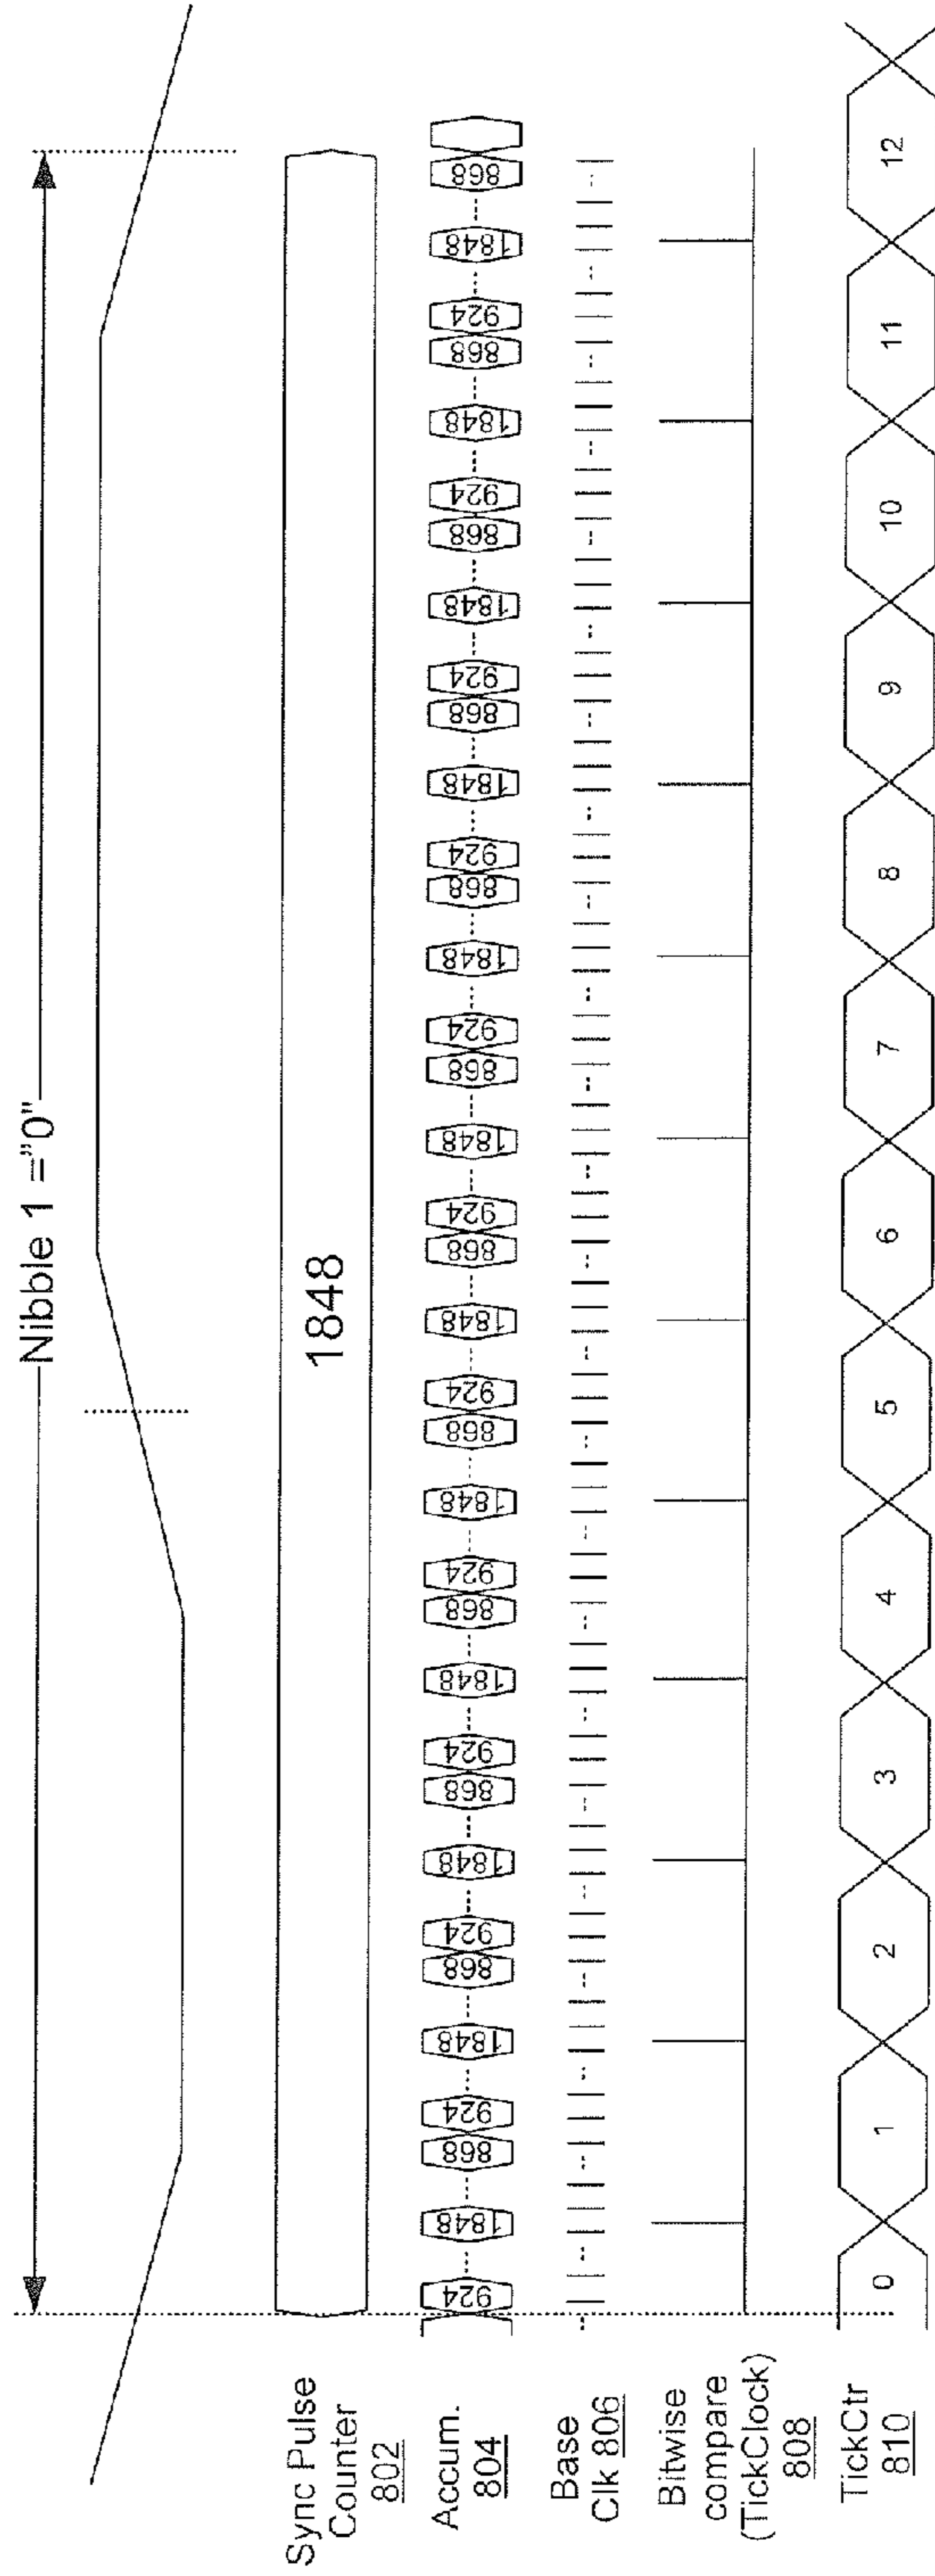 Nibble 1 ="0"
Sync Pulse
Counter
802
1848
Accum.
804
924 1848 868 924 1848 868 924 1848 868 924 1848 868 924 1848 868 924 1848 868 924 1848 868 924 1848 868 924 1848 868 924 1848 868 924 1848 868 924 1848 868
Base
Clk 806
Bitwise
compare
(TickClock)
808
TickCtr
810
0 1 2 3 4 5 6 7 8 9 10 11 12